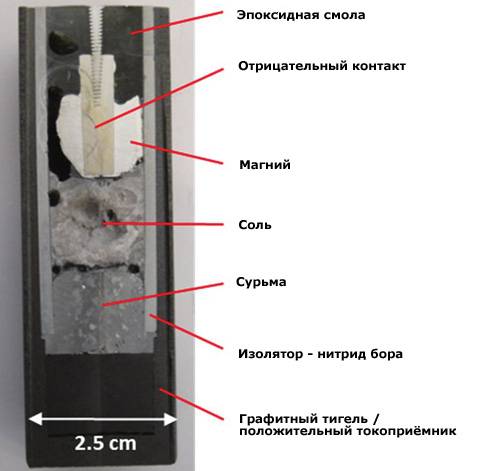 Эпоксидная смола
Отрицательный контакт
Магний
Соль
Сурьма
Изолятор - нитрид бора
Графитный тигель /
положительный токоприёмник
2.5 cm